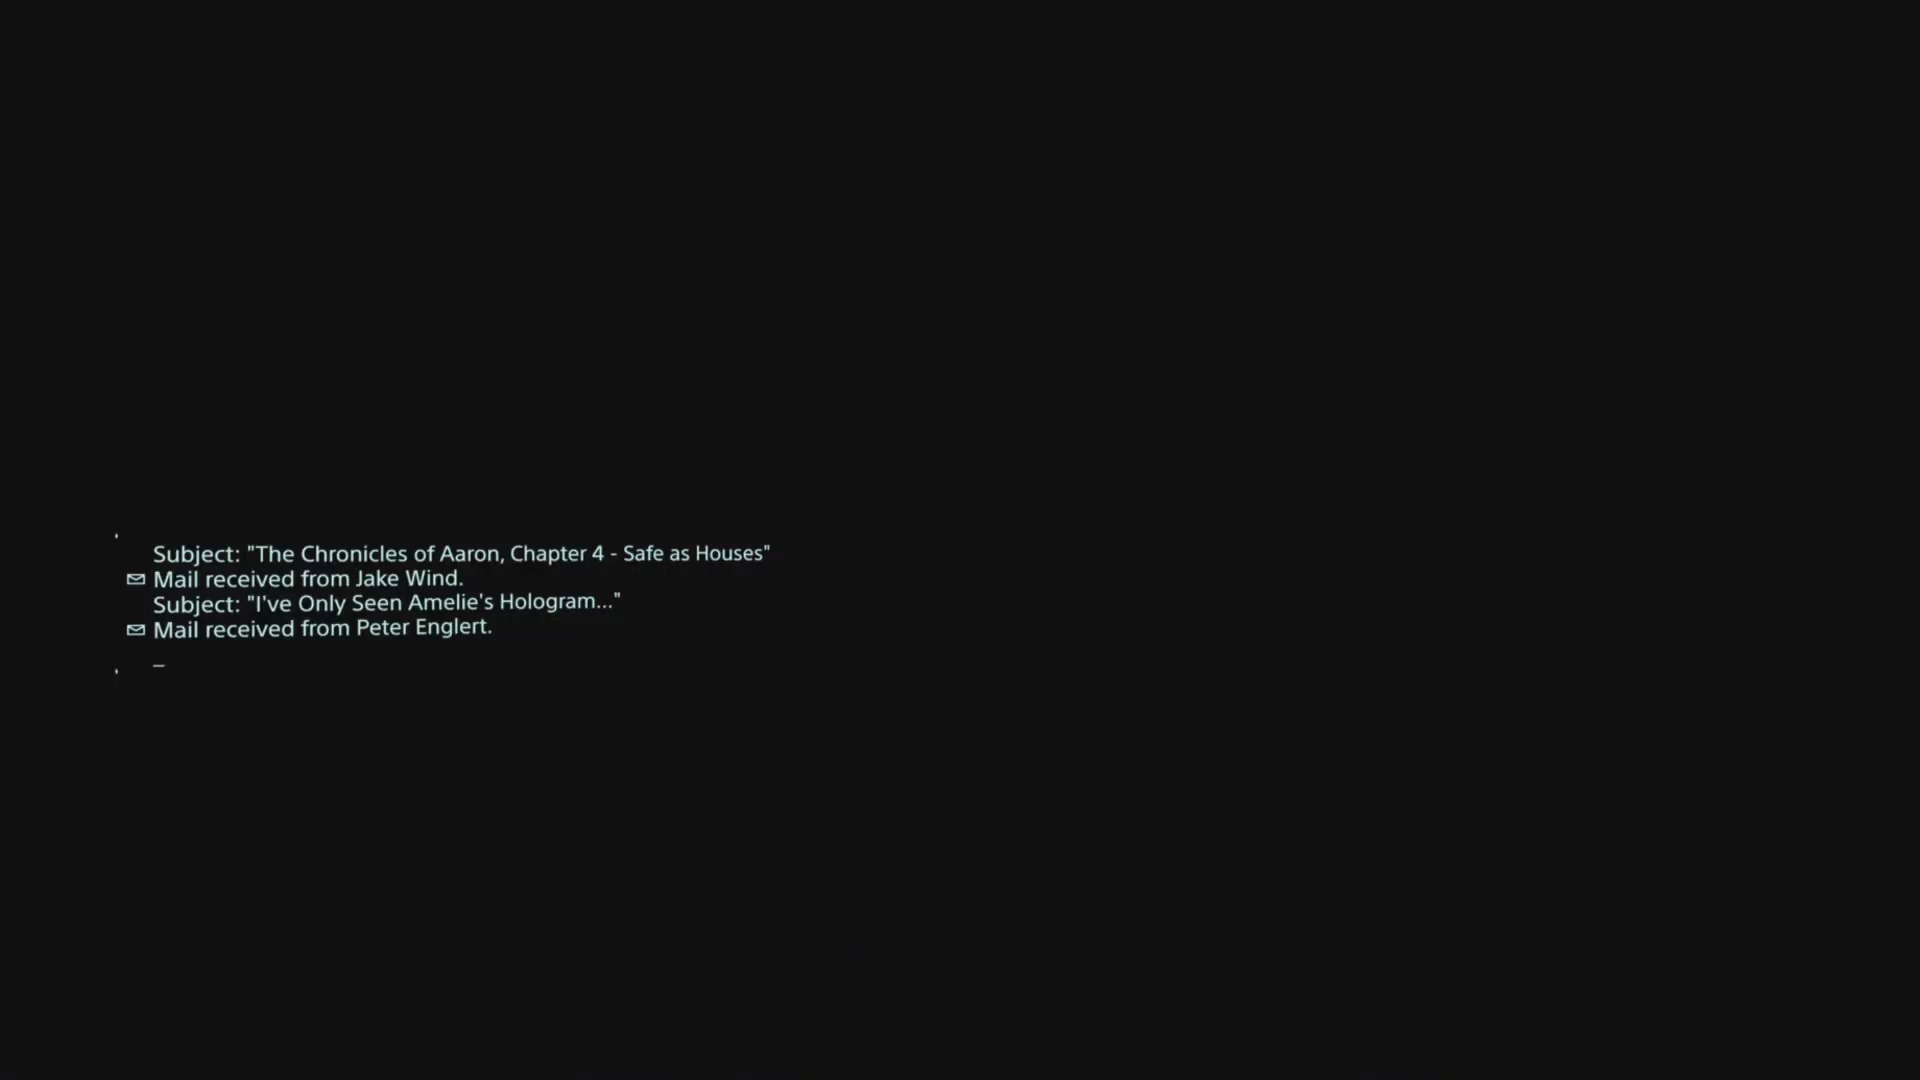 Subject: "The Chronicles of Aaron, Chapter 4 - Safe as Houses"
Mail received from Jake Wind.
Subject: "I've Only Seen Amelie's Hologram..."
Mail received from Peter Englert.
_